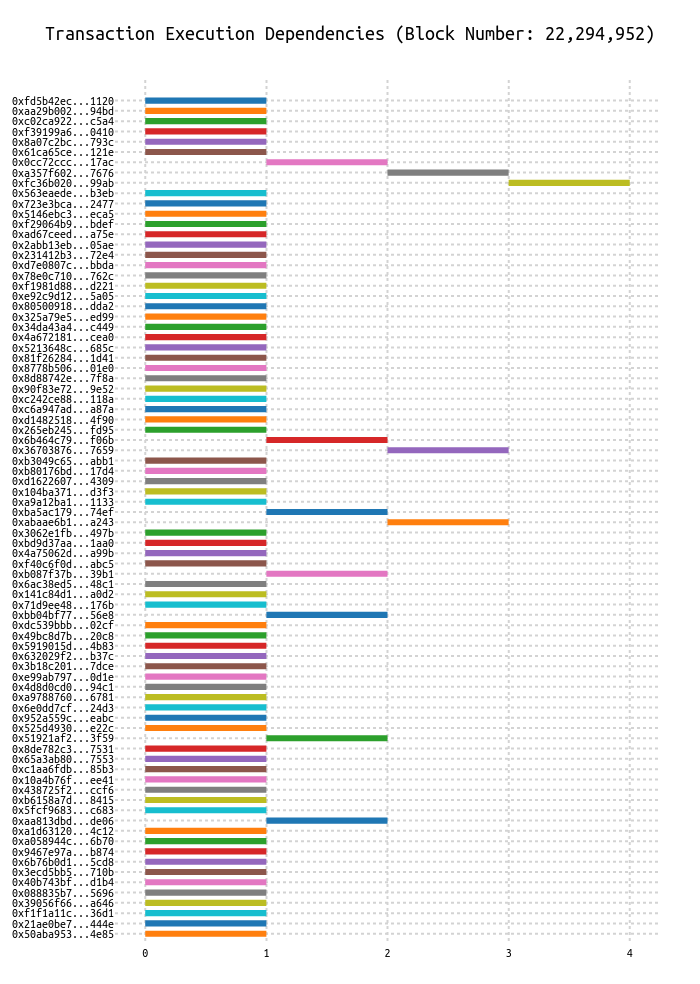 Transaction Execution Dependencies (Block Number: 22,294,952)
0xfd5b42ec...1120
0xaa29b002...94bd
0xc02ca922...c5a4
0xf39199a6...0410
0x8a07c2bc...793c
0x61ca65ce...121e
0x0cc72ccc...17ac
0xa357f602...7676
0xfc36b020...99ab
0x563eaede...b3eb
0x723e3bca...2477
0x5146ebc3...eca5
0xf29064b9...bdef
0xad67ceed...a75e
0x2abb13eb...05ae
0x231412b3...72e4
0xd7e0807c...bbda
0x78e0c710...762c
0xf1981d88...d221
0xe92c9d12...5a05
0x80500918...dda2
0x325a79e5...ed99
0x34da43a4...c449
0x4a672181...cea0
0x5213648c...685c
0x81f26284...1d41
0x8778b506...01e0
0x8d88742e...7f8a
0x90f83e72...9e52
0xc242ce88...118a
0xc6a947ad...a87a
0xd1482518...4f90
0x265eb245...fd95
0x6b464c79...f06b
0x36703876...7659
0xb3049c65...abb1
0xb80176bd...17d4
0xd1622607...4309
0x104ba371...d3f3
0xa9a12ba1...1133
0xba5ac179...74ef
0xabaae6b1...a243
0x3062e1fb...497b
0xbd9d37aa...1aa0
0x4a75062d...a99b
0xf40c6f0d...abc5
0xb087f37b...39b1
0x6ac38ed5...48c1
0x141c84d1...a0d2
0x71d9ee48...176b
0xbb04bf77...56e8
0xdc539bbb...02cf
0x49bc8d7b...20c8
0x5919015d...4b83
0x632029f2...b37c
0x3b18c201...7dce
0xe99ab797...0d1e
0x4d8d0cd0...94c1
0xa9788760...6781
0x6e0dd7cf...24d3
0x952a559c...eabc
0x525d4930...e22c
0x51921af2...3f59
0x8de782c3...7531
0x65a3ab80...7553
0xc1aa6fdb...85b3
0x10a4b76f...ee41
0x438725f2...ccf6
0xb6158a7d...8415
0x5fcf9683...c683
0xaa813dbd...de06
0xa1d63120...4c12
0xa058944c...6b70
0x9467e97a...b874
0x6b76b0d1...5cd8
0x3ecd5bb5...710b
0x40b743bf...d1b4
0x088835b7...5696
0x39056f66...a646
0xf1f1a11c...36d1
0x21ae0be7...444e
0x50aba953...4e85
0 1 2 3 4